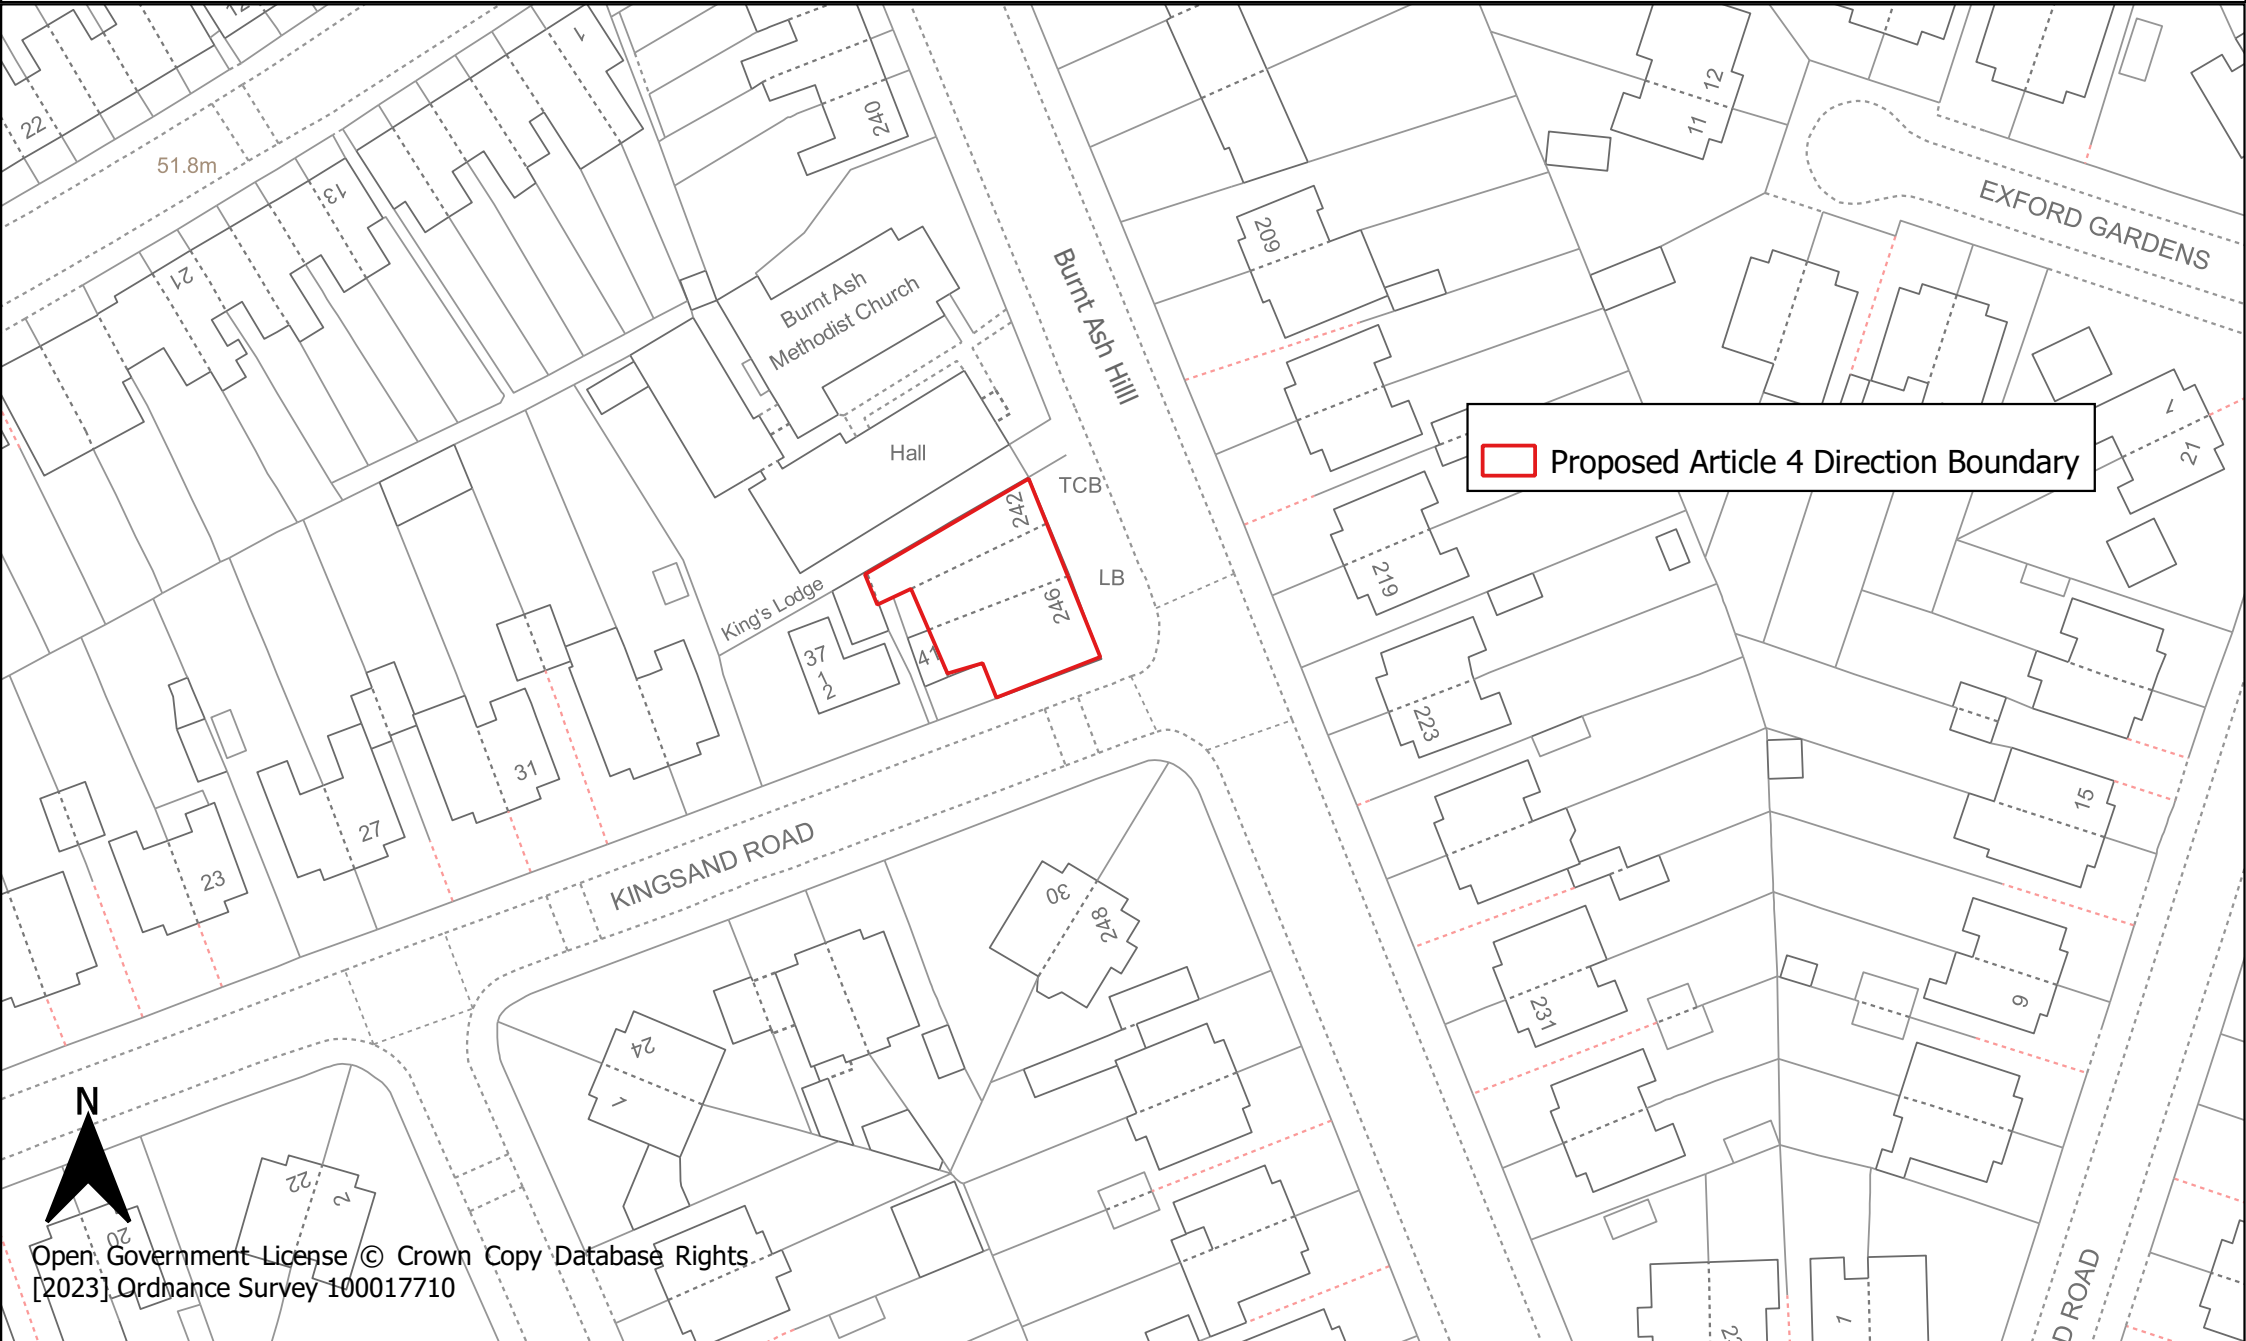 22
51.8m
1
13
21
240
12
11
EXFORD GARDENS
209
Burnt Ash
Methodist Church
Burnt Ash Hill
Hall
TCB
242
LB
246
King's Lodge
37
1
2
41
Proposed Article 4 Direction Boundary
1
21
219
223
15
31
27
23
KINGSAND ROAD
30
248
231
9
24
1
N
22
2
20
Open Government License © Crown Copy Database Rights
[2023] Ordnance Survey 100017710
1
D ROAD